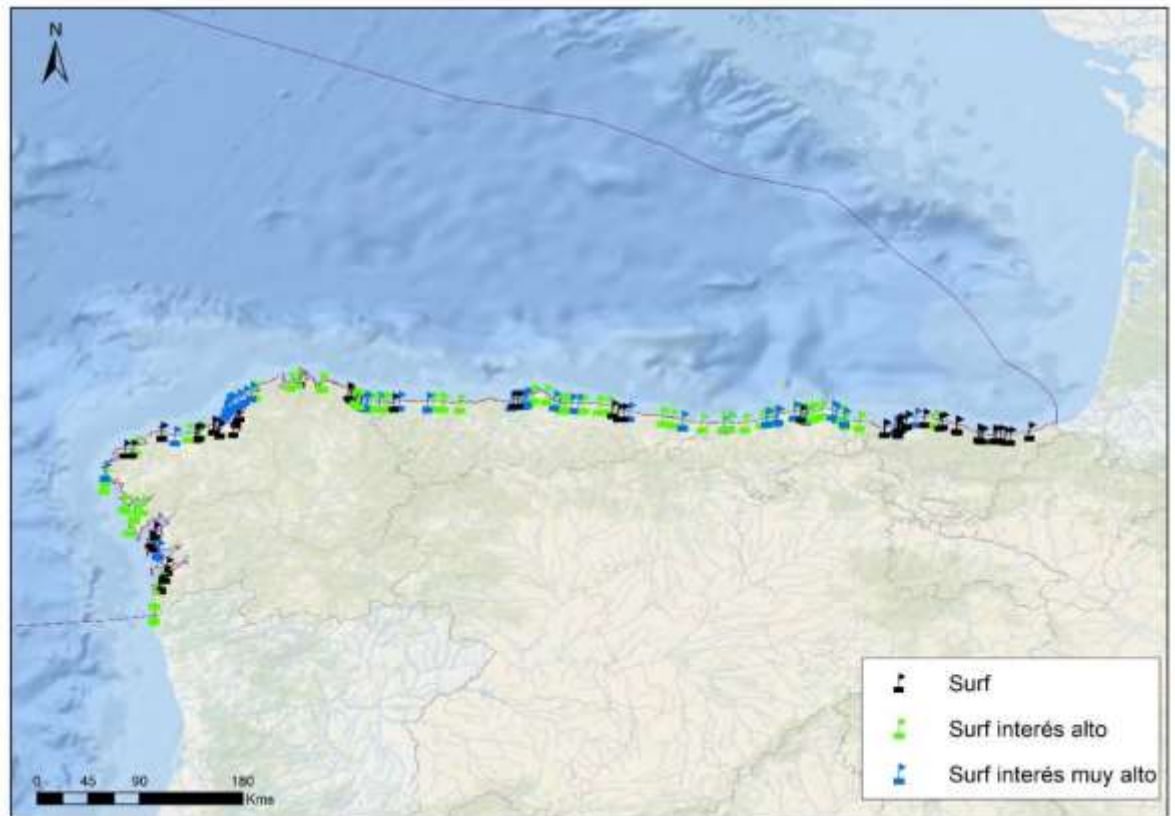 N
Surf
Surf interés alto
Surf interés muy alto
0 45 90 180
Kms